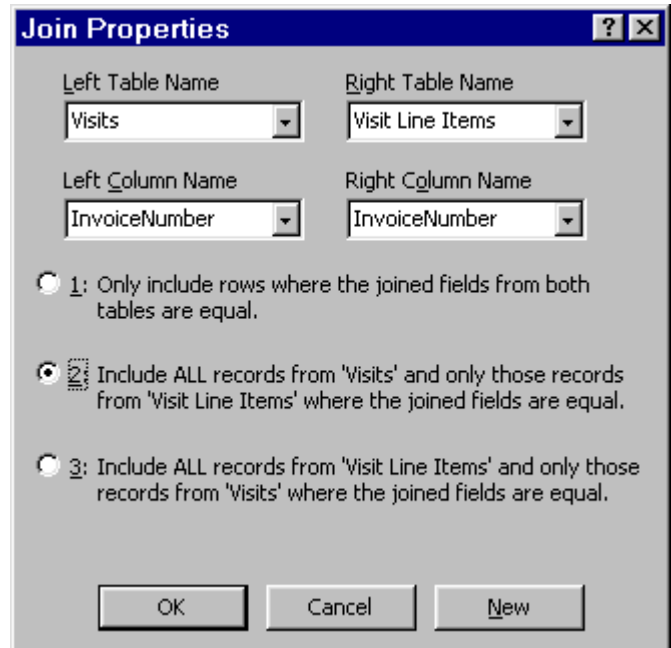 Join Properties
Left Table Name
Right Table Name
Visits
Visit Line Items
Left Column Name
Right Column Name
InvoiceNumber
InvoiceNumber
1: Only include rows where the joined fields from both
tables are equal.
2: Include ALL records from 'Visits' and only those records
from 'Visit Line Items' where the joined fields are equal.
3: Include ALL records from 'Visit Line Items' and only those
records from 'Visits' where the joined fields are equal.
OK
Cancel
New